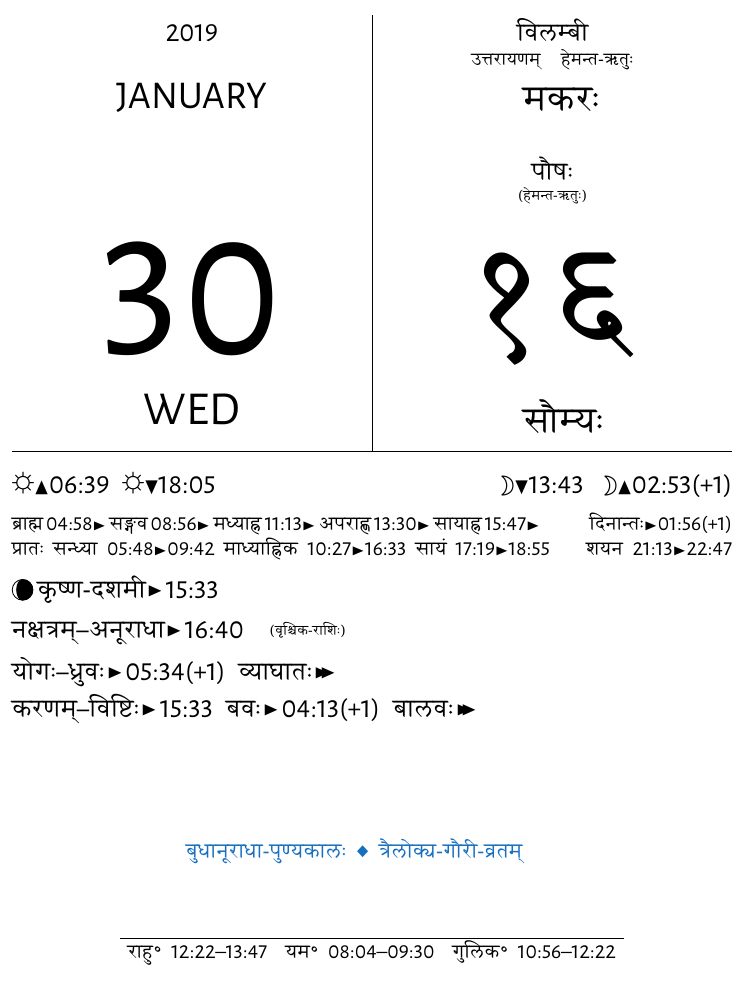 2019
JANUARY
30
WED
विलम्बी
उत्तरायणम् हेमन्त-ऋतुः
मकरः
पौषः
(हेमन्त-ऋतुः)
१६
सौम्यः
▲06:39 ▼18:05 ▼13:43 ▲02:53(+1)
ब्राह्म 04:58► सङ्गव 08:56► मध्याह्न 11:13► अपराह्ण 13:30► सायाह्न 15:47► दिनान्तः►01:56(+1)
प्रातः सन्ध्या 05:48►09:42 माध्याह्निक 10:27►16:33 सायं 17:19►18:55 शयन 21:13►22:47
कृष्ण-दशमी►15:33
नक्षत्रम्–अनूराधा►16:40 (वृश्चिक-राशिः)
योगः–ध्रुवः►05:34(+1) व्याघातः►►
करणम्–विष्टिः►15:33 बवः►04:13(+1) बालवः►►
बुधानूराधा-पुण्यकालः ◆ त्रैलोक्य-गौरी-व्रतम्
राहु° 12:22–13:47 यम° 08:04–09:30 गुलिक° 10:56–12:22